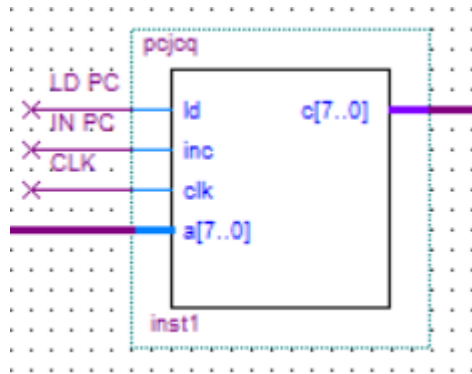 pcjcq
LD PC
ld
c[7..0]
IN PC
inc
CLK
clk
a[7..0]
inst1